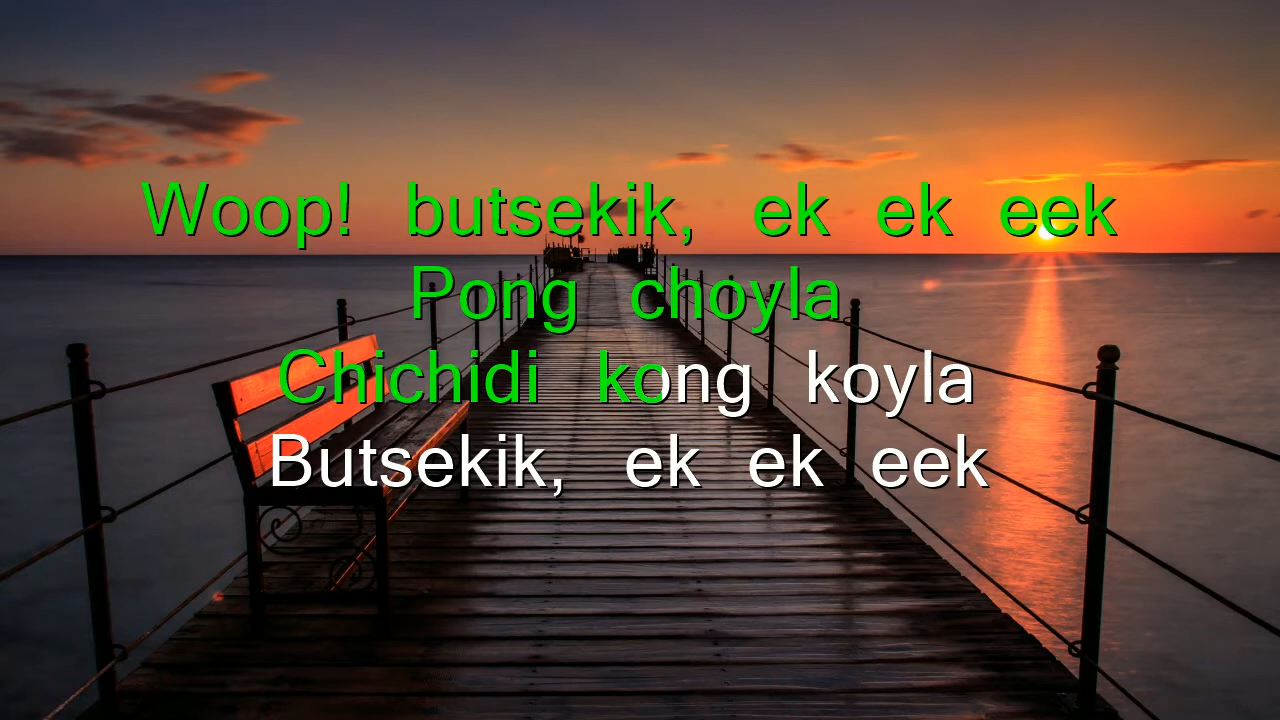 Woop! butsekik, ek ek eek
Pong choyla
Chichidi kong koyla
Butsekik, ek ek eek